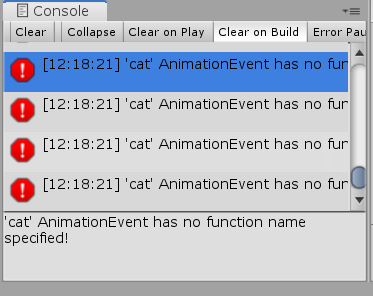 Console
Clear Collapse Clear on Play Clear on Build Error Pau
[12:18:21] 'cat' AnimationEvent has no fun
[12:18:21] 'cat' AnimationEvent has no fun
[12:18:21] 'cat' AnimationEvent has no fun
[12:18:21] 'cat' AnimationEvent has no fun
'cat' AnimationEvent has no function name
specified!